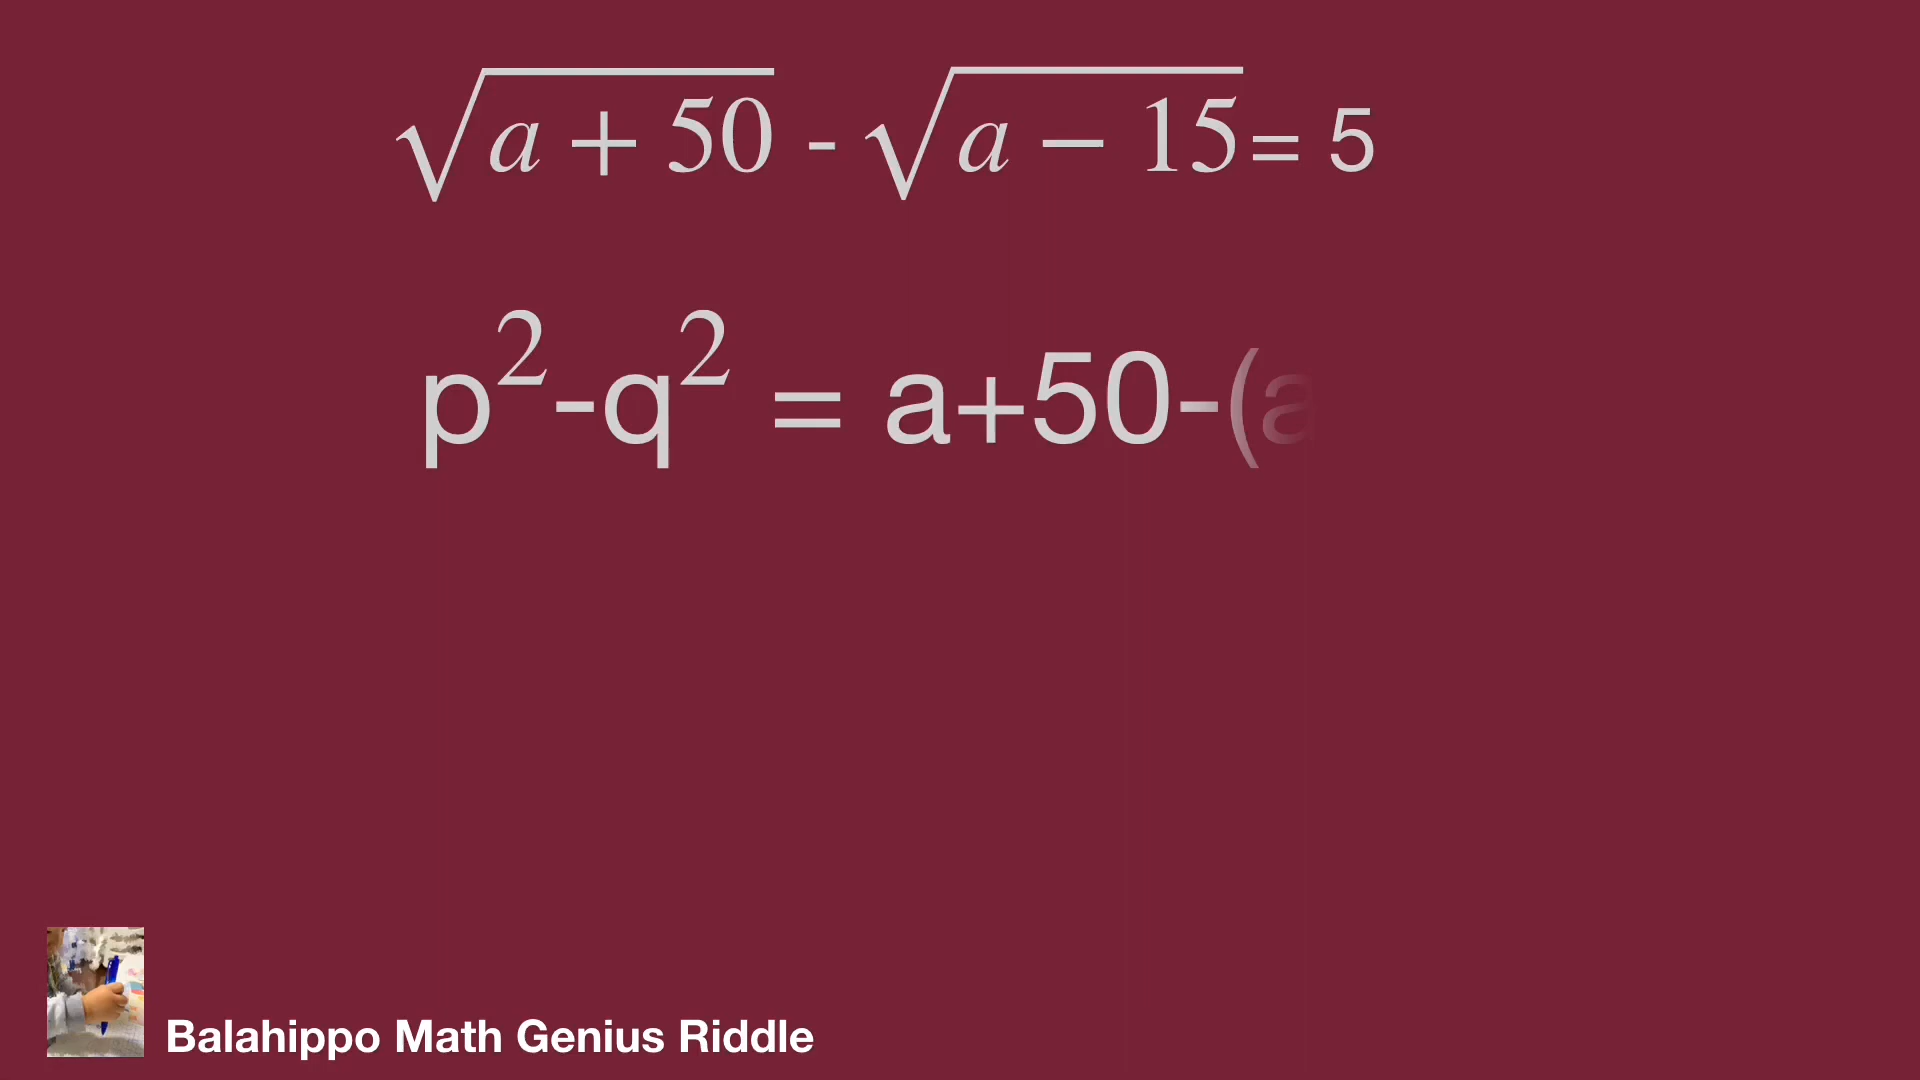 √a + 50 - √a − 15 = 5
p²-q² = a+50-(a
Balahippo Math Genius Riddle